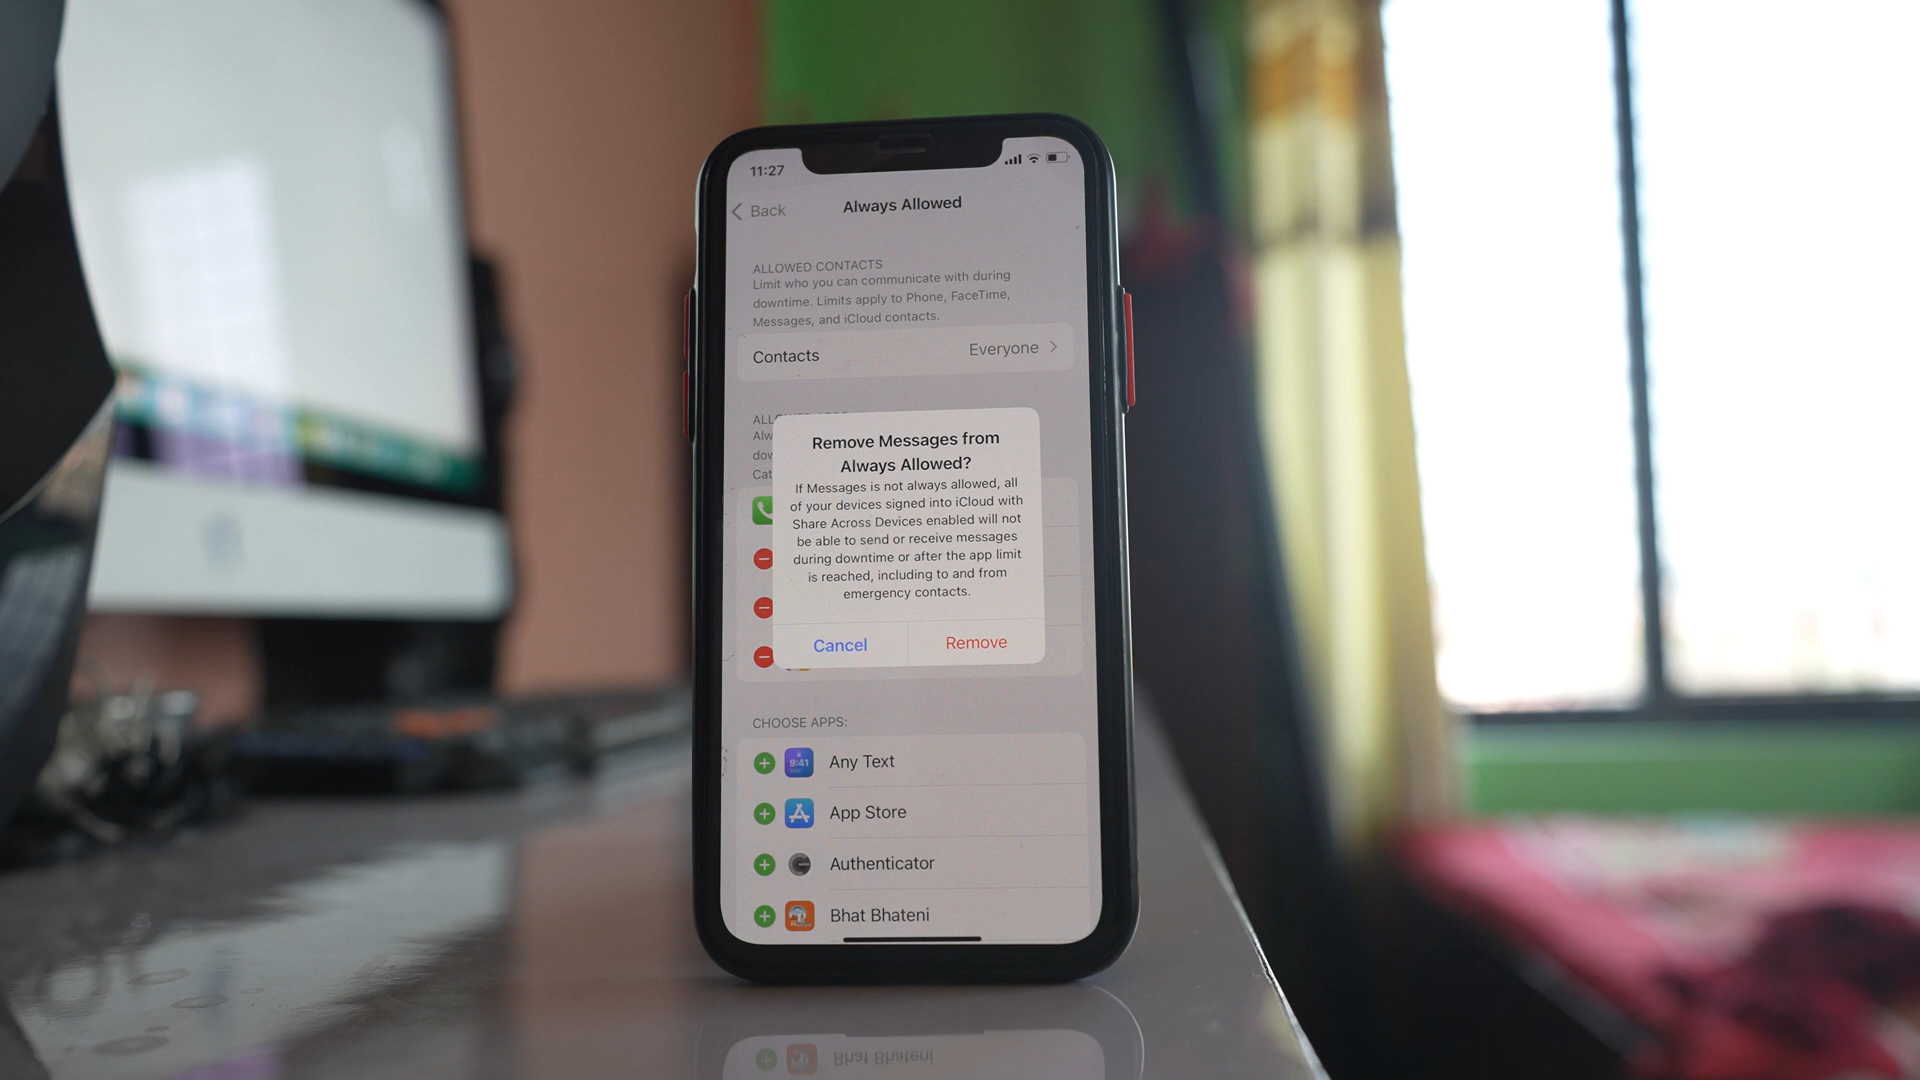 11:27
Back
Always Allowed
ALLOWED CONTACTS
Limit who you can communicate with during
downtime. Limits apply to Phone, FaceTime,
Messages, and iCloud contacts.
Contacts
Everyone
Remove Messages from
Always Allowed?
If Messages is not always allowed, all
of your devices signed into iCloud with
Share Across Devices enabled will not
be able to send or receive messages
during downtime or after the app limit
is reached, including to and from
emergency contacts.
Cancel
Remove
CHOOSE APPS:
9:41
Any Text
App Store
Authenticator
Bhat Bhateni